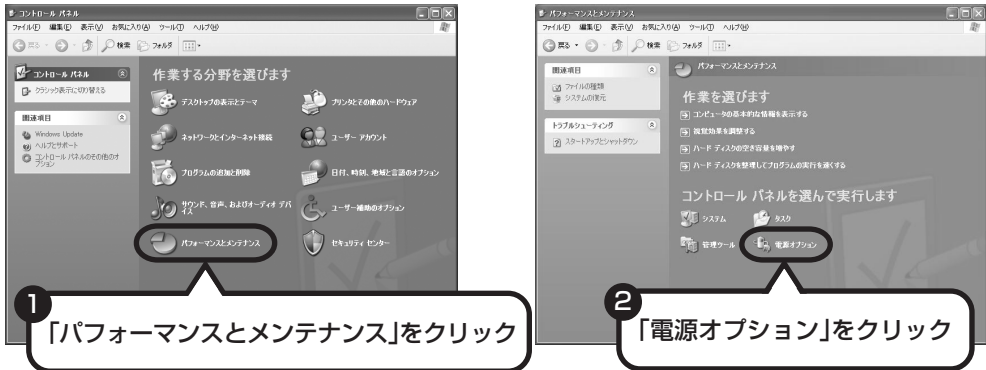 コントロール パネル
ファイル(F) 編集(E) 表示(V) お気に入り(A) ツール(T) ヘルプ(H)
戻る 検索 フォルダ
コントロール パネル
クラシック表示に切り替える
関連項目
Windows Update
ヘルプとサポート
コントロール パネルのその他のオ
プション
作業する分野を選びます
デスクトップの表示とテーマ
プリンタとその他のハードウェア
ネットワークとインターネット接続
ユーザー アカウント
プログラムの追加と削除
日付、時刻、地域と言語のオプション
サウンド、音声、およびオーディオ デバ
イス
ユーザー補助のオプション
パフォーマンスとメンテナンス
セキュリティ センター
1
「パフォーマンスとメンテナンス」をクリック
パフォーマンスとメンテナンス
ファイル(F) 編集(E) 表示(V) お気に入り(A) ツール(T) ヘルプ(H)
戻る 検索 フォルダ
関連項目
ファイルの種類
システムの復元
トラブルシューティング
スタートアップとシャットダウン
パフォーマンスとメンテナンス
作業を選びます
コンピュータの基本的な情報を表示する
視覚効果を調整する
ハード ディスクの空き容量を増やす
ハード ディスクを整理してプログラムの実行を速くする
コントロール パネルを選んで実行します
システム
タスク
管理ツール
電源オプション
2
「電源オプション」をクリック